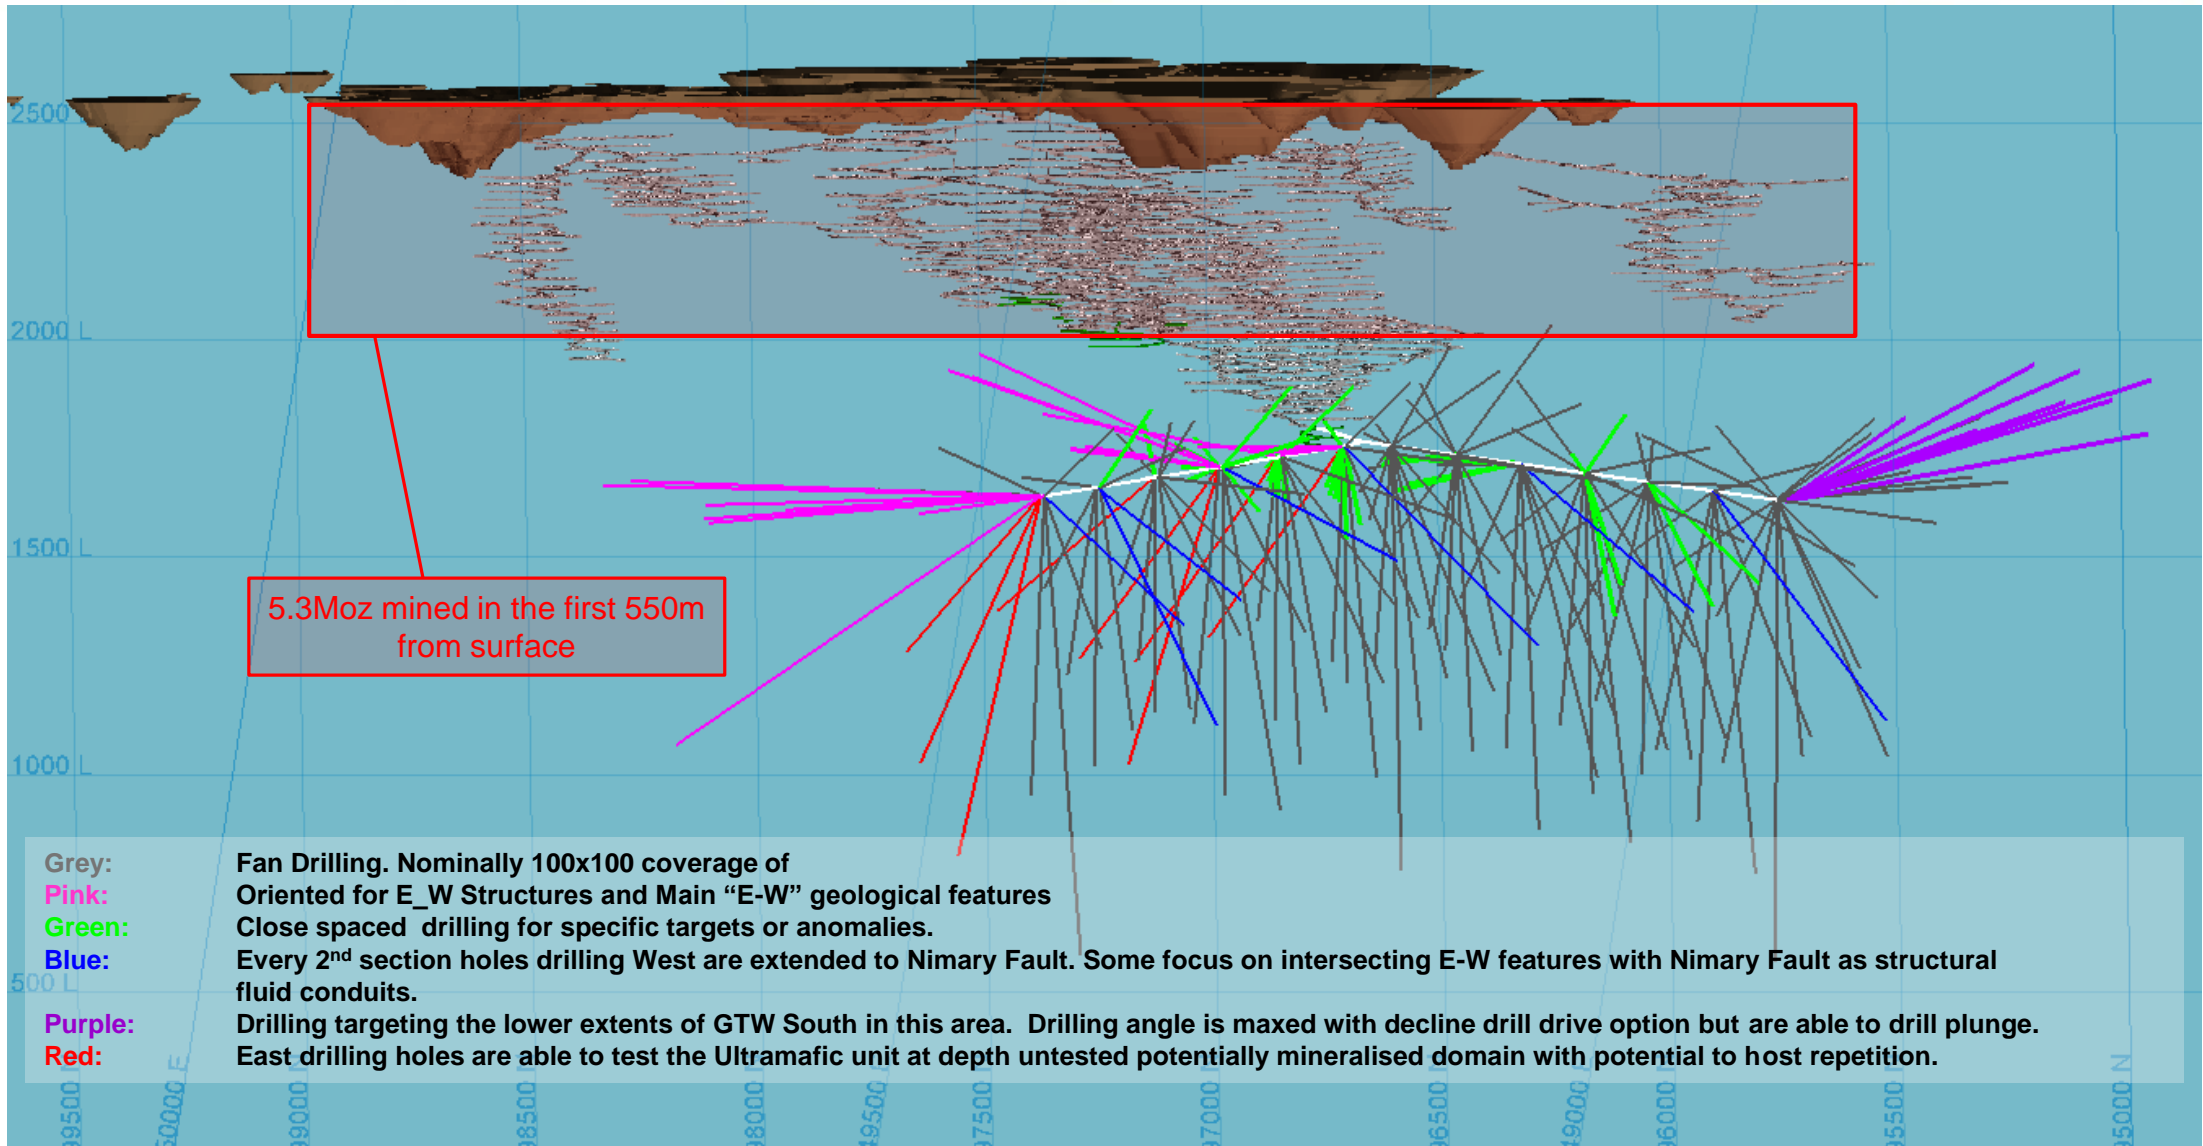 2500
2000 L
1500 L
5.3Moz mined in the first 550m
from surface
1000 L
Grey: Fan Drilling. Nominally 100x100 coverage of
Pink: Oriented for E_W Structures and Main “E-W” geological features
Green: Close spaced  drilling for specific targets or anomalies.
Blue: Every 2nd section holes drilling West are extended to Nimary Fault. Some focus on intersecting E-W features with Nimary Fault as structural
fluid conduits.
500 L
Purple: Drilling targeting the lower extents of GTW South in this area.  Drilling angle is maxed with decline drill drive option but are able to drill plunge.
Red: East drilling holes are able to test the Ultramafic unit at depth untested potentially mineralised domain with potential to host repetition.
95000 N